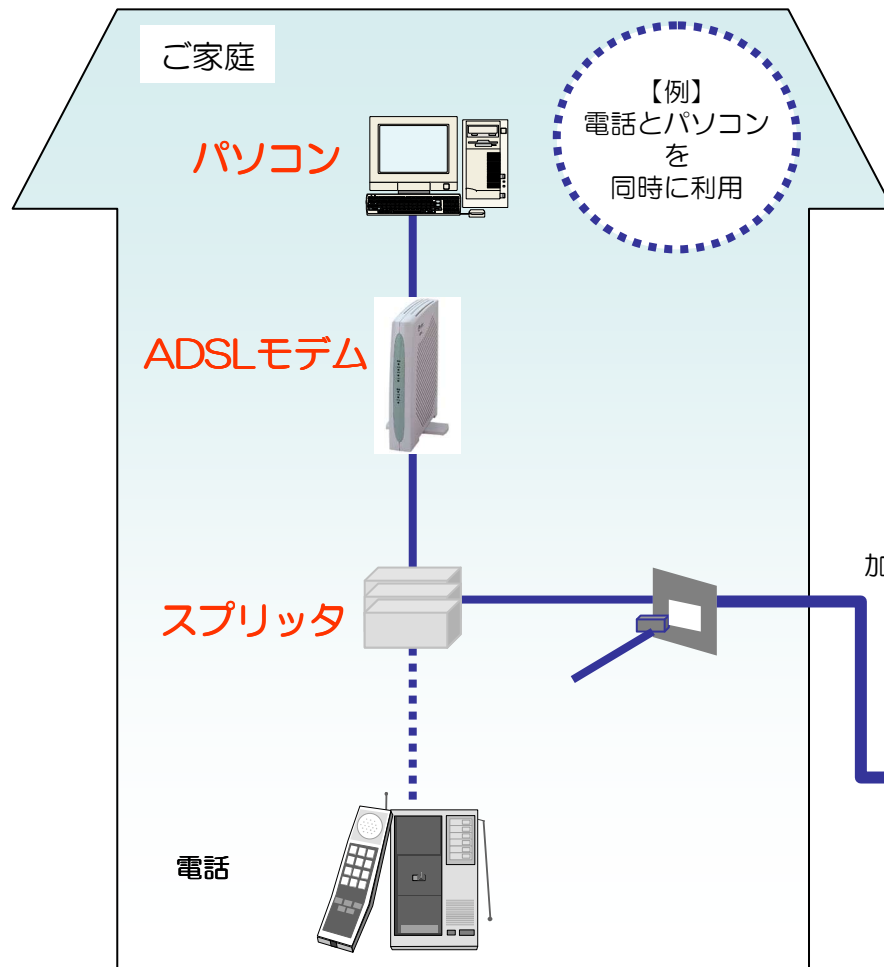 ご家庭
【例】
電話とパソコン
を
同時に利用
パソコン
ADSLモデム
加
スプリッタ
電話